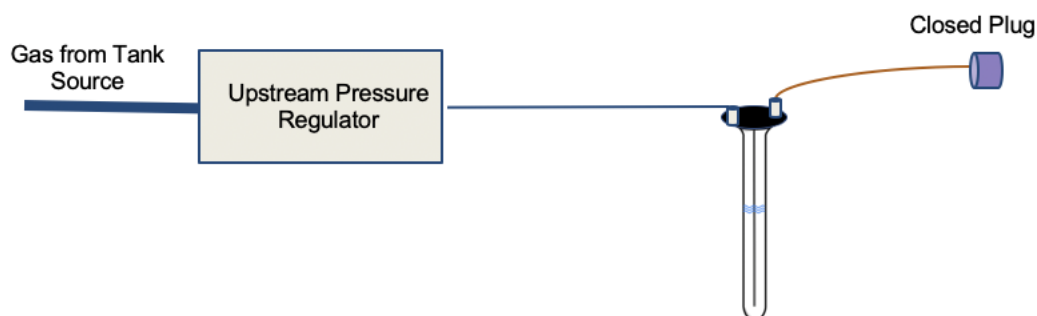 Closed Plug
Gas from Tank
Source
Upstream Pressure
Regulator